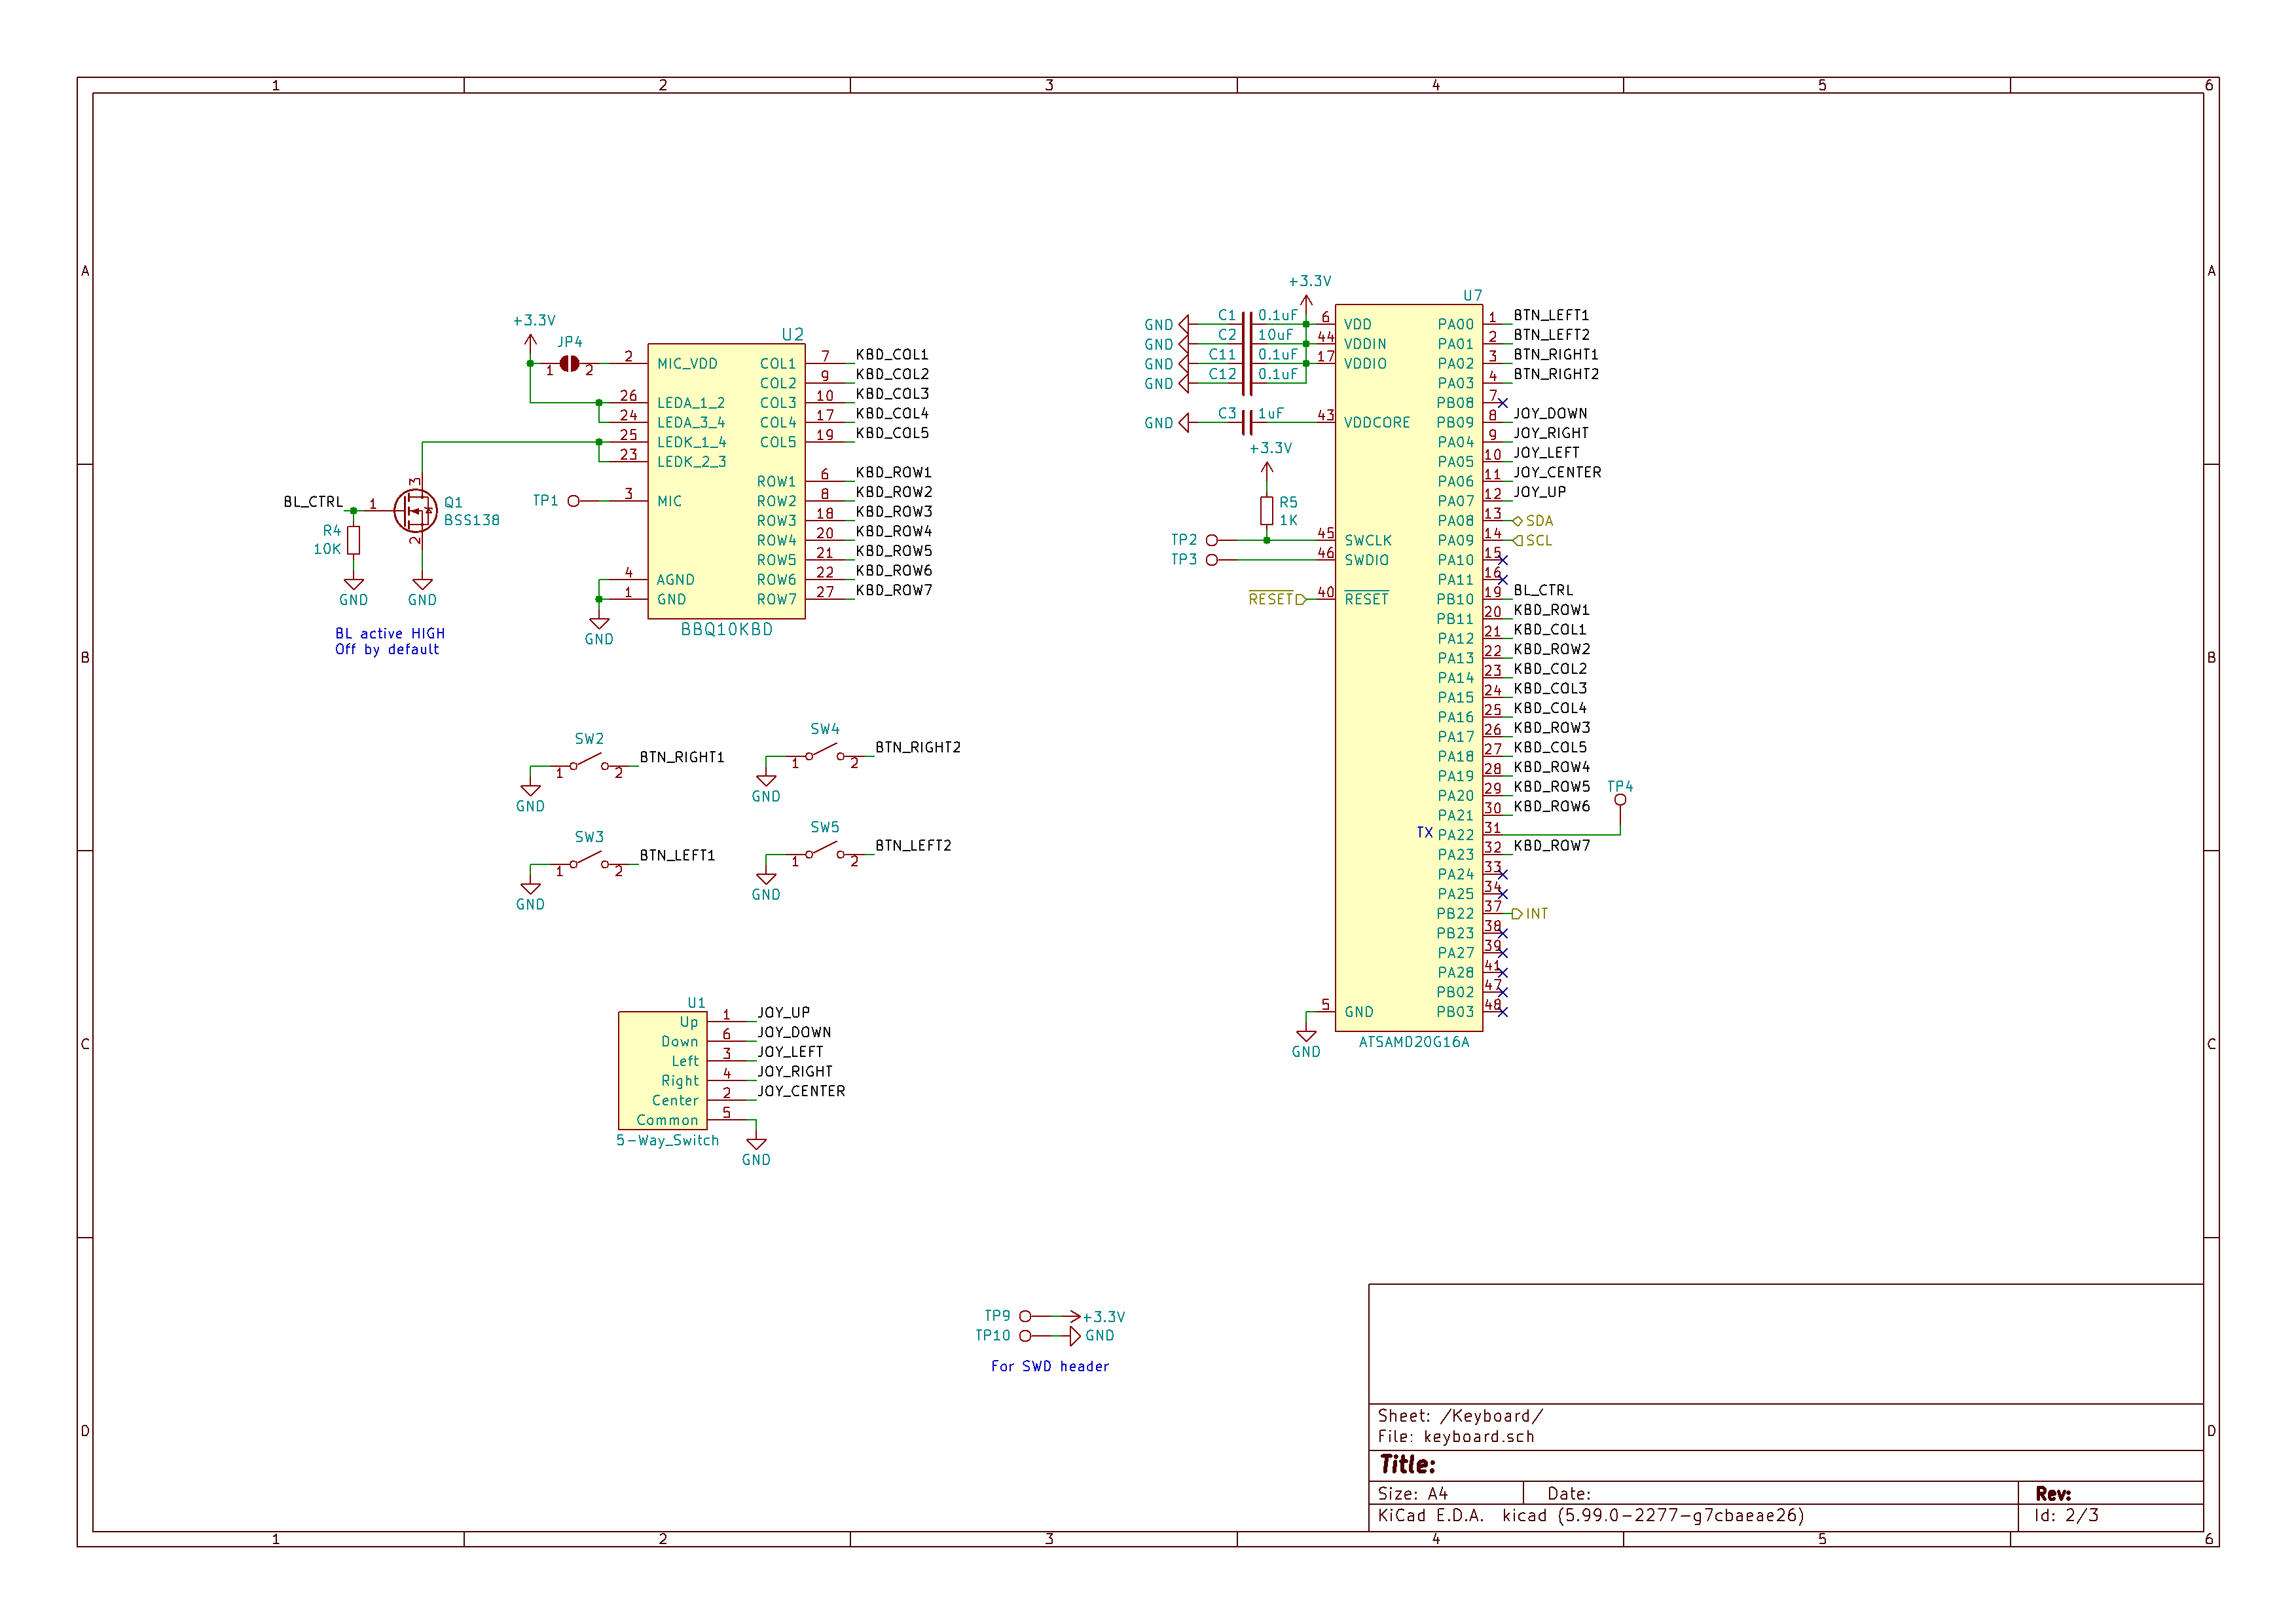 1 2 3 4 5 6
A A
B B
C C
D D
1 2 3 4 5 6
+3.3V
JP4
1 2
U2
2 MIC_VDD
26 LEDA_1_2
24 LEDA_3_4
25 LEDK_1_4
23 LEDK_2_3
3 MIC
4 AGND
1 GND
COL1 7 KBD_COL1
COL2 9 KBD_COL2
COL3 10 KBD_COL3
COL4 17 KBD_COL4
COL5 19 KBD_COL5
ROW1 6 KBD_ROW1
ROW2 8 KBD_ROW2
ROW3 18 KBD_ROW3
ROW4 20 KBD_ROW4
ROW5 21 KBD_ROW5
ROW6 22 KBD_ROW6
ROW7 27 KBD_ROW7
BBQ10KBD
GND
TP1
BL_CTRL
1
3
2
Q1
BSS138
R4
10K
GND
GND
BL active HIGH
Off by default
SW2
1 2
BTN_RIGHT1
GND
SW4
1 2
BTN_RIGHT2
GND
SW3
1 2
BTN_LEFT1
GND
SW5
1 2
BTN_LEFT2
GND
U1
Up 1 JOY_UP
Down 6 JOY_DOWN
Left 3 JOY_LEFT
Right 4 JOY_RIGHT
Center 2 JOY_CENTER
Common 5
5-Way_Switch
GND
+3.3V
GND C1 0.1uF
GND C2 10uF
GND C11 0.1uF
GND C12 0.1uF
GND C3 1uF
+3.3V
R5
1K
TP2
TP3
RESET
U7
6 VDD
44 VDDIN
17 VDDIO
43 VDDCORE
45 SWCLK
46 SWDIO
40 RESET
5 GND
GND
PA00 1 BTN_LEFT1
PA01 2 BTN_LEFT2
PA02 3 BTN_RIGHT1
PA03 4 BTN_RIGHT2
PB08 7
PB09 8 JOY_DOWN
PA04 9 JOY_RIGHT
PA05 10 JOY_LEFT
PA06 11 JOY_CENTER
PA07 12 JOY_UP
PA08 13 SDA
PA09 14 SCL
PA10 15
PA11 16
PB10 19 BL_CTRL
PB11 20 KBD_ROW1
PA12 21 KBD_COL1
PA13 22 KBD_ROW2
PA14 23 KBD_COL2
PA15 24 KBD_COL3
PA16 25 KBD_COL4
PA17 26 KBD_ROW3
PA18 27 KBD_COL5
PA19 28 KBD_ROW4
PA20 29 KBD_ROW5
PA21 30 KBD_ROW6
TX PA22 31
TP4
PA23 32 KBD_ROW7
PA24 33
PA25 34
PB22 37 INT
PB23 38
PA27 39
PA28 41
PB02 47
PB03 48
ATSAMD20G16A
TP9 +3.3V
TP10 GND
For SWD header
Sheet: /Keyboard/
File: keyboard.sch
Title:
Size: A4 Date: Rev:
KiCad E.D.A. kicad (5.99.0-2277-g7cbaeae26) Id: 2/3